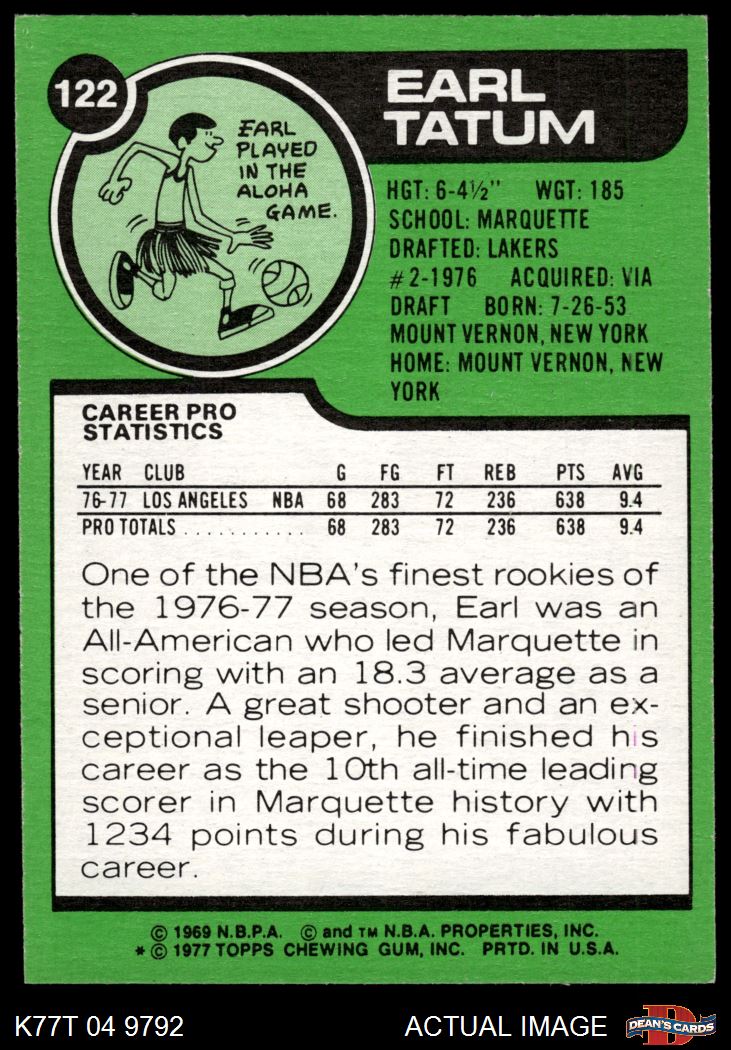 122
EARL
TATUM
EARL
PLAYED
IN THE
ALOHA
GAME.
HGT: 6-4½" WGT: 185
SCHOOL: MARQUETTE
DRAFTED: LAKERS
#2-1976 ACQUIRED: VIA
DRAFT BORN: 7-26-53
MOUNT VERNON, NEW YORK
HOME: MOUNT VERNON, NEW
YORK
CAREER PRO
STATISTICS
YEAR CLUB G FG FT REB PTS AVG
76-77 LOS ANGELES NBA 68 283 72 236 638 9.4
PRO TOTALS . . . . . . . . . . . 68 283 72 236 638 9.4
One of the NBA's finest rookies of
the 1976-77 season, Earl was an
All-American who led Marquette in
scoring with an 18.3 average as a
senior. A great shooter and an ex-
ceptional leaper, he finished his
career as the 10th all-time leading
scorer in Marquette history with
1234 points during his fabulous
career.
© 1969 N.B.P.A. © and TM N.B.A. PROPERTIES, INC.
* © 1977 TOPPS CHEWING GUM, INC. PRTD. IN U.S.A.
K77T 04 9792 ACTUAL IMAGE
D
DEAN'S CARDS